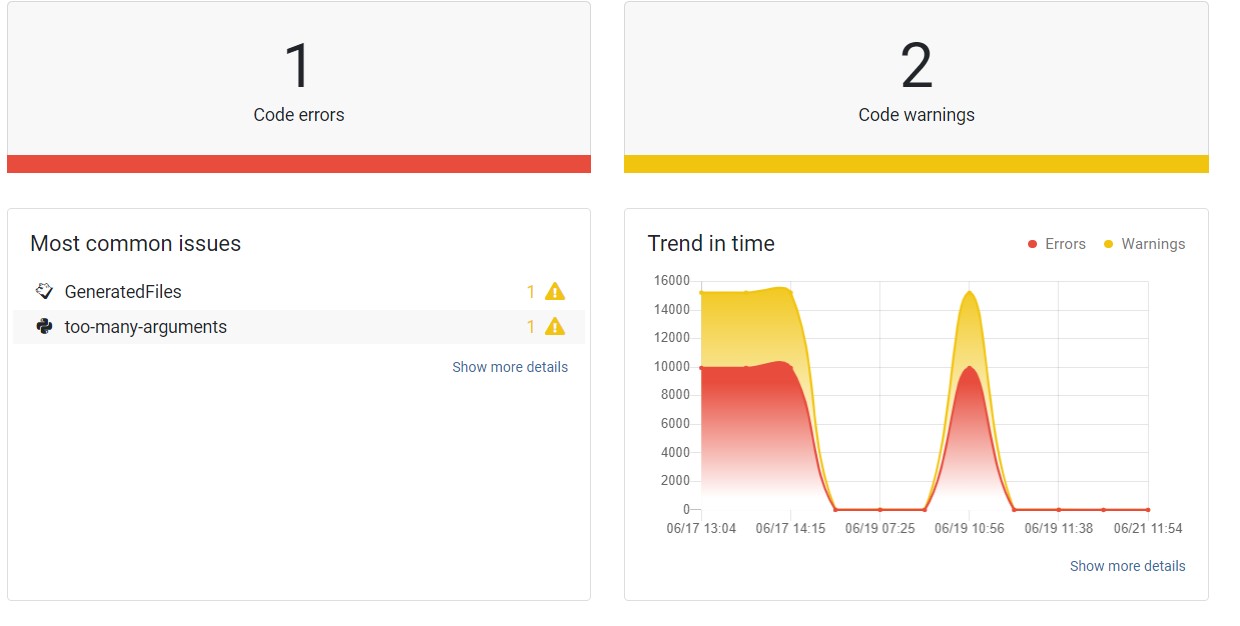 1
Code errors
2
Code warnings
Most common issues
GeneratedFiles 1
too-many-arguments 1
Show more details
Trend in time
Errors Warnings
16000
14000
12000
10000
8000
6000
4000
2000
0
06/17 13:04 06/17 14:15 06/19 07:25 06/19 10:56 06/19 11:38 06/21 11:54
Show more details